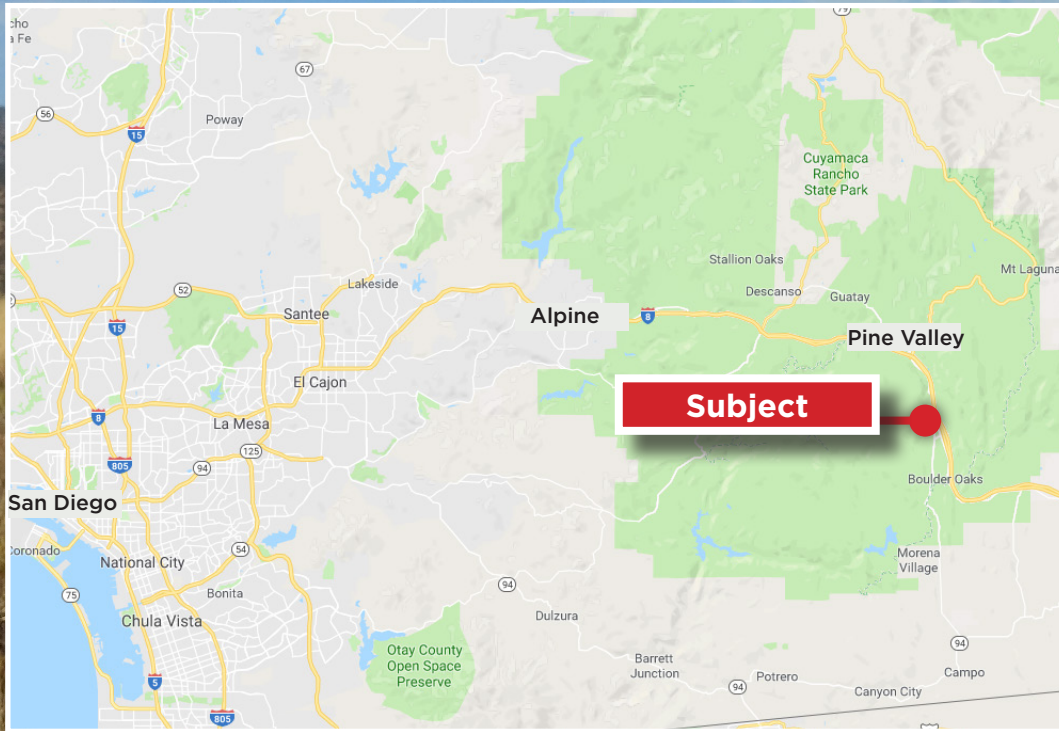 cho
a Fe
79
67
56
Poway
15
Cuyamaca
Rancho
State Park
Stallion Oaks
Mt Laguna
Lakeside
52
Descanso
Guatay
Santee
Alpine
8
15
Pine Valley
El Cajon
Subject
8
La Mesa
125
805
94
Boulder Oaks
San Diego
Coronado
54
National City
Morena
Village
94
75
Bonita
Dulzura
Chula Vista
94
Otay County
Open Space
Preserve
Barrett
Junction
Campo
5
94
Potrero
Canyon City
805